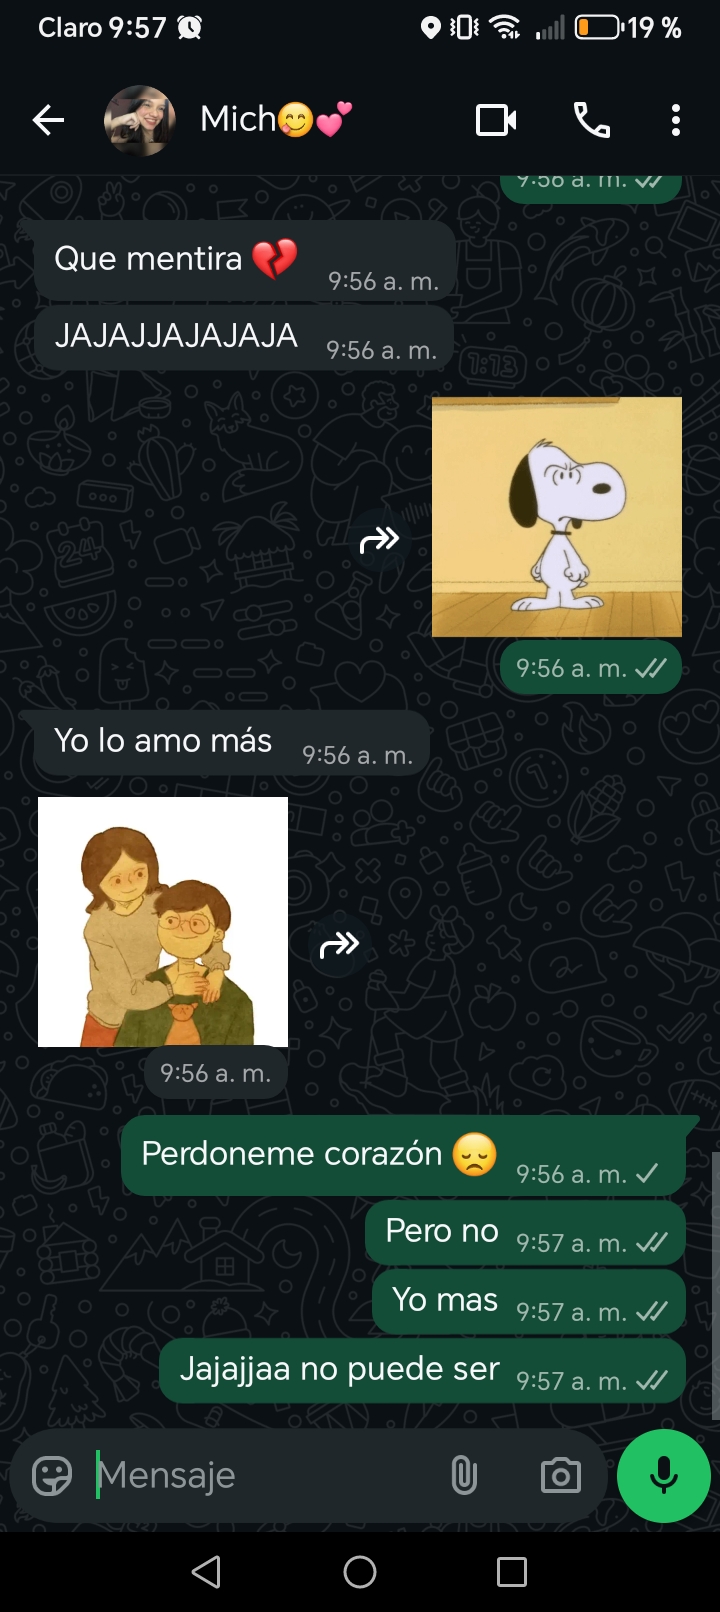 Claro 9:57 19 %
Mich😋💕
9:56 a. m.
Que mentira 💔 9:56 a. m.
JAJAJJAJAJAJA 9:56 a. m.
9:56 a. m.
Yo lo amo más 9:56 a. m.
9:56 a. m.
Perdoneme corazón 😞 9:56 a. m.
Pero no 9:57 a. m.
Yo mas 9:57 a. m.
Jajajjaa no puede ser 9:57 a. m.
Mensaje